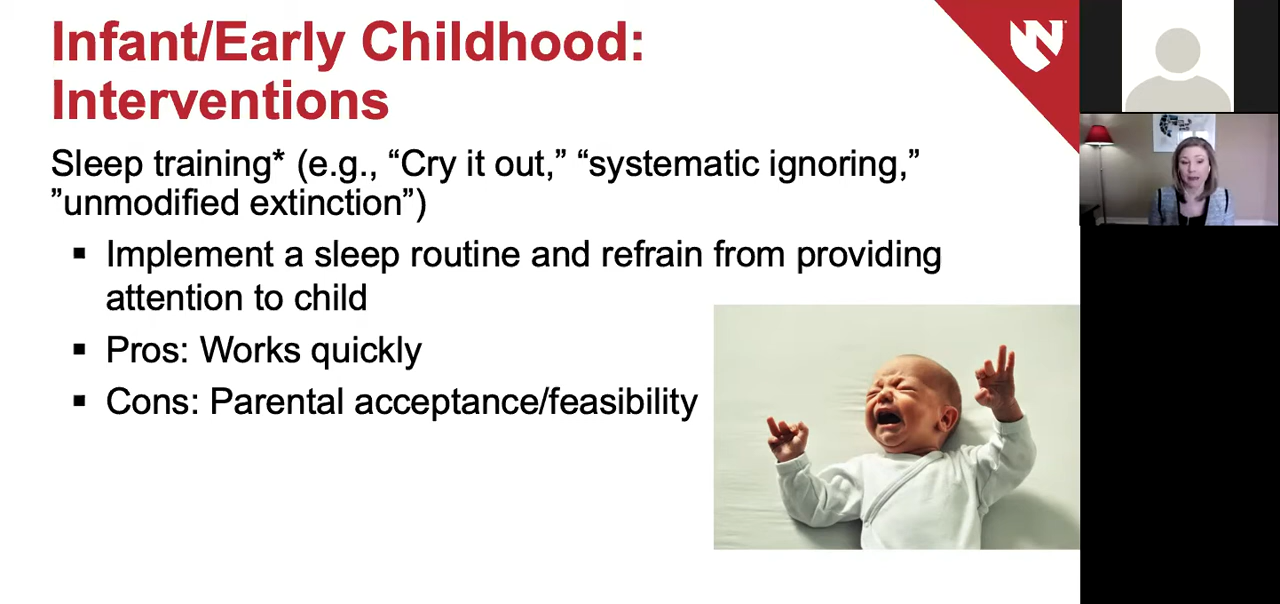 Infant/Early Childhood:
Interventions
Sleep training* (e.g., “Cry it out,” “systematic ignoring,”
”unmodified extinction”)
▪ Implement a sleep routine and refrain from providing
attention to child
▪ Pros: Works quickly
▪ Cons: Parental acceptance/feasibility
N